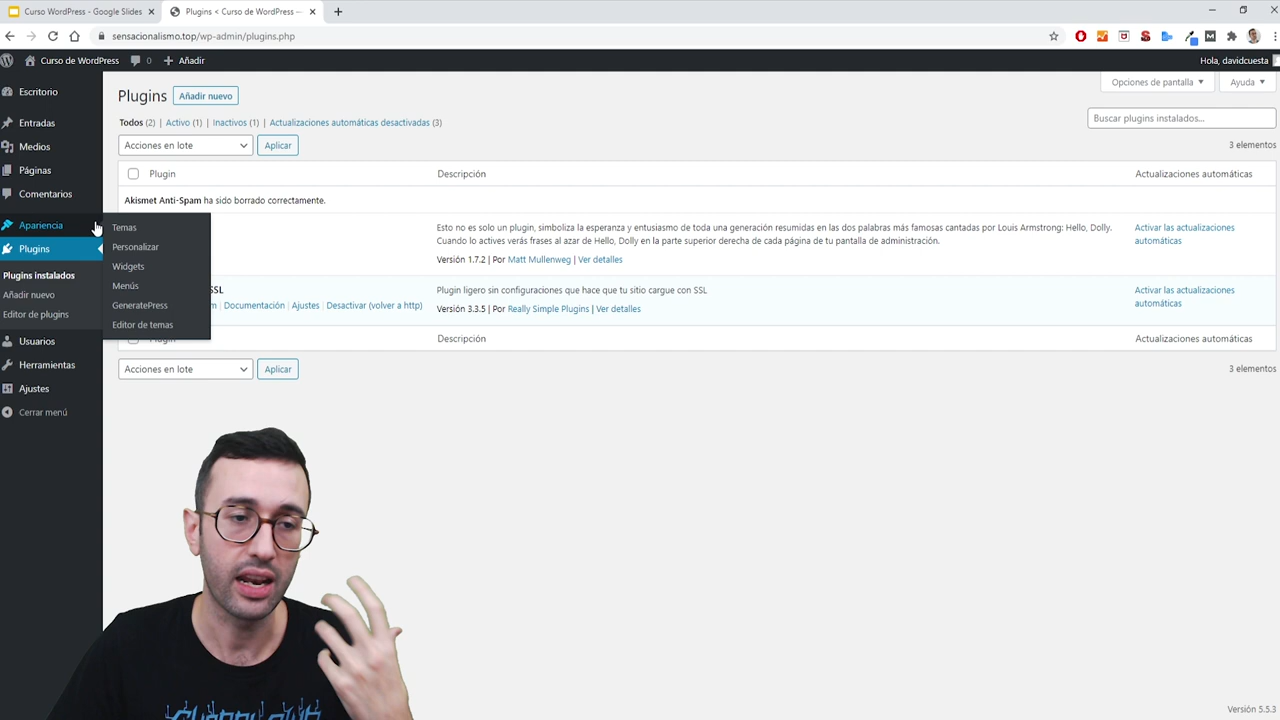 Curso WordPress - Google Slides
Plugins < Curso de WordPress —
sensacionalismo.top/wp-admin/plugins.php
Curso de WordPress
0
Añadir
Hola, davidcuesta
Escritorio
Entradas
Medios
Páginas
Comentarios
Apariencia
Plugins
Plugins instalados
Añadir nuevo
Editor de plugins
Usuarios
Herramientas
Ajustes
Cerrar menú
Temas
Personalizar
Widgets
Menús
GeneratePress
Editor de temas
Opciones de pantalla
Ayuda
Plugins
Añadir nuevo
Todos (2) | Activo (1) | Inactivos (1) | Actualizaciones automáticas desactivadas (3)
Buscar plugins instalados...
Acciones en lote
Aplicar
3 elementos
Plugin
Descripción
Actualizaciones automáticas
Akismet Anti-Spam ha sido borrado correctamente.
Esto no es solo un plugin, simboliza la esperanza y entusiasmo de toda una generación resumidas en las dos palabras más famosas cantadas por Louis Armstrong: Hello, Dolly.
Cuando lo actives verás frases al azar de Hello, Dolly en la parte superior derecha de cada página de tu pantalla de administración.
Versión 1.7.2 | Por Matt Mullenweg | Ver detalles
Activar las actualizaciones
automáticas
SSL
Documentación | Ajustes | Desactivar (volver a http)
Plugin ligero sin configuraciones que hace que tu sitio cargue con SSL
Versión 3.3.5 | Por Really Simple Plugins | Ver detalles
Activar las actualizaciones
automáticas
Plugin
Descripción
Actualizaciones automáticas
Acciones en lote
Aplicar
3 elementos
Versión 5.5.3